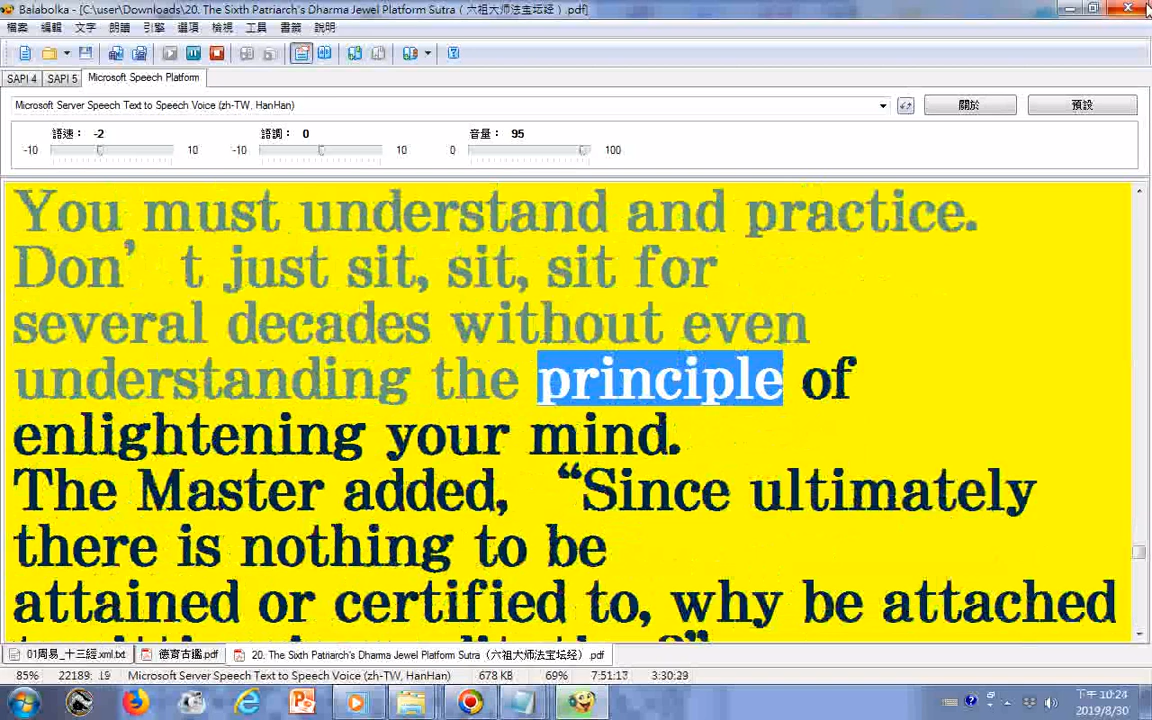 Balabolka - [C:\user\Downloads\20. The Sixth Patriarch's Dharma Jewel Platform Sutra（六祖大师法宝坛经）.pdf]
檔案 編輯 文字 朗讀 引擎 選項 檢視 工具 書籤 說明
SAPI 4 SAPI 5 Microsoft Speech Platform
Microsoft Server Speech Text to Speech Voice (zh-TW, HanHan) 關於 預設
語速： -2 語調： 0 音量： 95
-10 10 -10 10 0 100
You must understand and practice.
Don’t just sit, sit, sit for
several decades without even
understanding the principle of
enlightening your mind.
The Master added, “Since ultimately
there is nothing to be
attained or certified to, why be attached
01周易_十三經.xml.txt 德育古鑑.pdf 20. The Sixth Patriarch's Dharma Jewel Platform Sutra（六祖大师法宝坛经）.pdf
85% 22189: 19 Microsoft Server Speech Text to Speech Voice (zh-TW, HanHan) 678 KB 69% 7:51:13 3:30:29
下午 10:23
2019/8/30